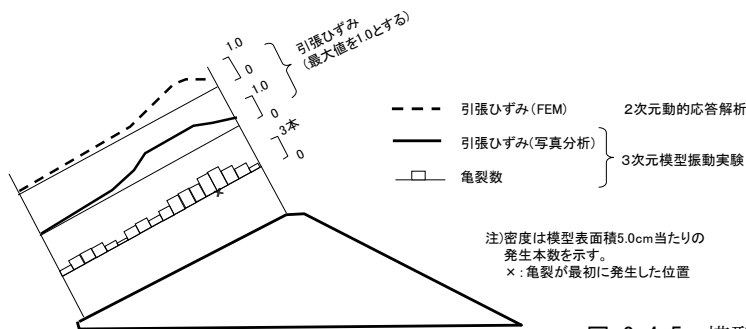 引張ひずみ
(最大値を1.0とする)
1.0
0
1.0
0
3本
0
引張ひずみ(FEM) 2次元動的応答解析
引張ひずみ(写真分析)
3次元模型振動実験
亀裂数
注)密度は模型表面積5.0cm当たりの
発生本数を示す。
×:亀裂が最初に発生した位置